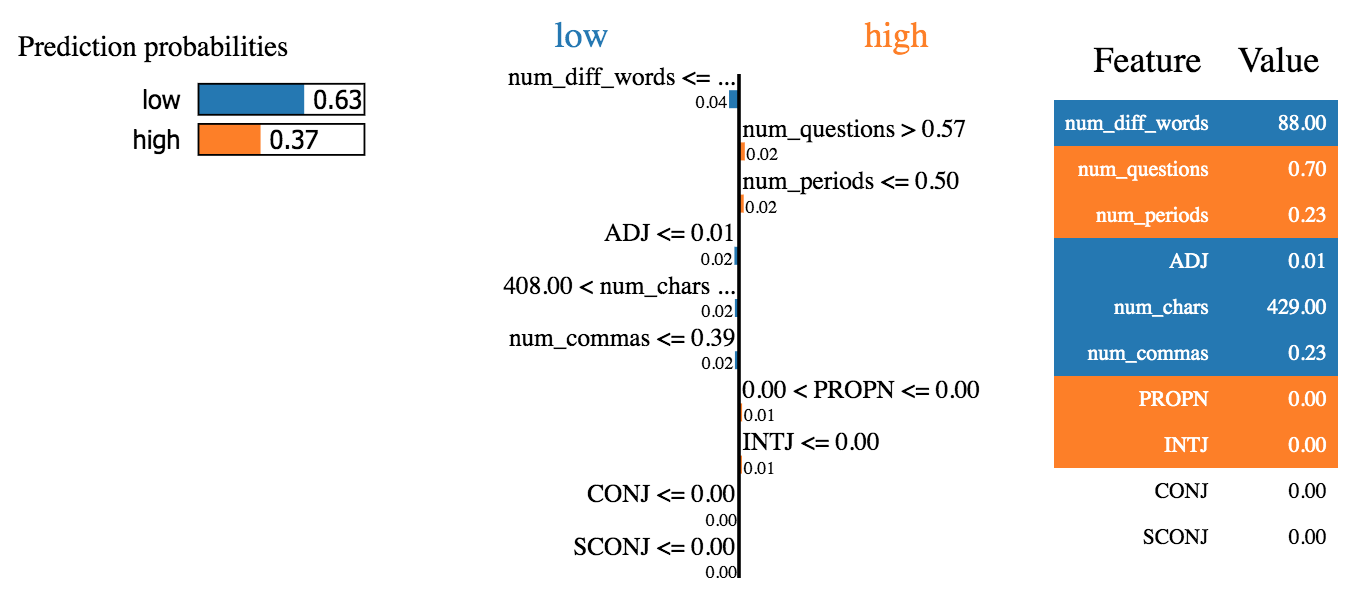 Prediction probabilities
low 0.63
high 0.37
low high
num_diff_words <= ...
0.04
num_questions > 0.57
0.02
num_periods <= 0.50
0.02
ADJ <= 0.01
0.02
408.00 < num_chars ...
0.02
num_commas <= 0.39
0.02
0.00 < PROPN <= 0.00
0.01
INTJ <= 0.00
0.01
CONJ <= 0.00
0.00
SCONJ <= 0.00
0.00
Feature Value
num_diff_words 88.00
num_questions 0.70
num_periods 0.23
ADJ 0.01
num_chars 429.00
num_commas 0.23
PROPN 0.00
INTJ 0.00
CONJ 0.00
SCONJ 0.00